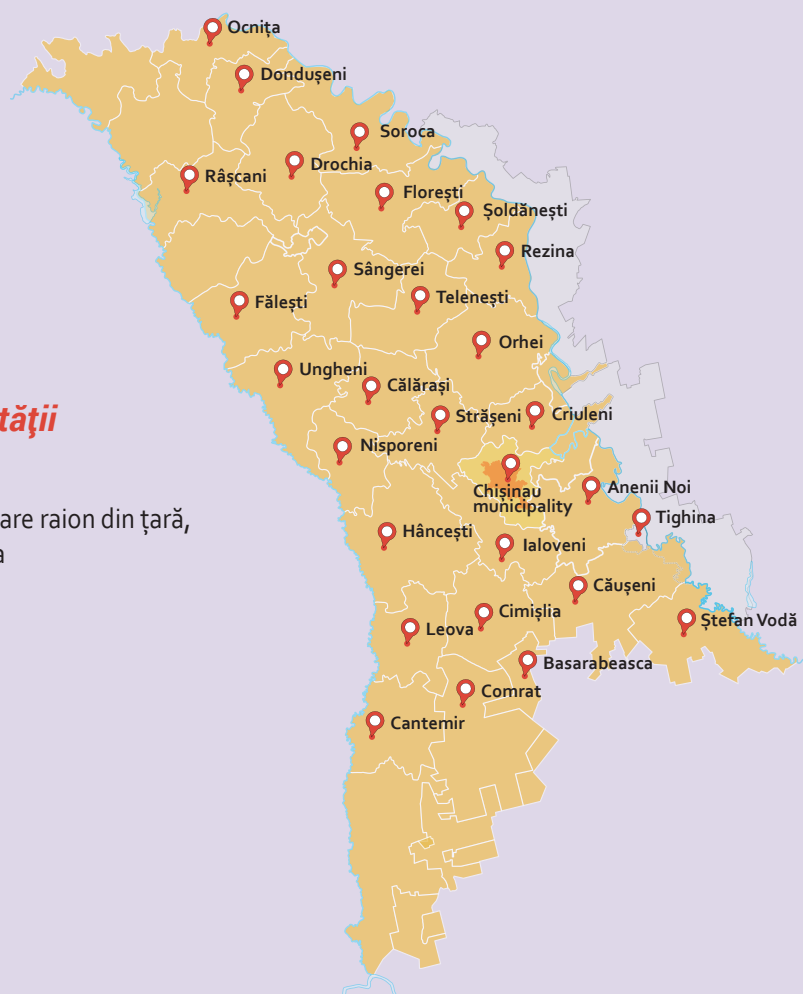 Ocnița
Dondușeni
Soroca
Drochia
Râșcani
Florești
Șoldănești
Rezina
Sângerei
Telenești
Fălești
Orhei
Ungheni
Călărași
Strășeni
Criuleni
tăţii
Nisporeni
Chișinau
municipality
Anenii Noi
are raion din țară,
Tighina
Hâncești
Ialoveni
a
Căușeni
Cimișlia
Ștefan Vodă
Leova
Basarabeasca
Comrat
Cantemir